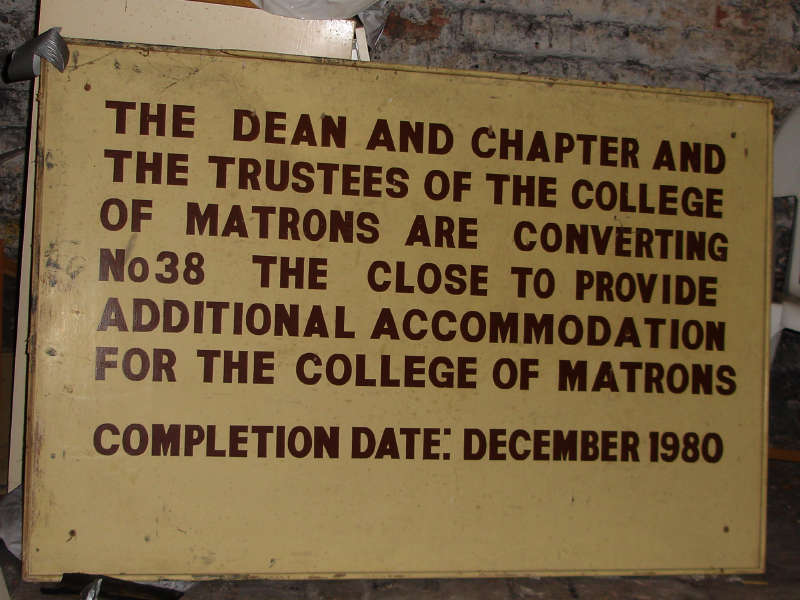 THE DEAN AND CHAPTER AND
THE TRUSTEES OF THE COLLEGE
OF MATRONS ARE CONVERTING
No38 THE CLOSE TO PROVIDE
ADDITIONAL ACCOMMODATION
FOR THE COLLEGE OF MATRONS
COMPLETION DATE: DECEMBER 1980